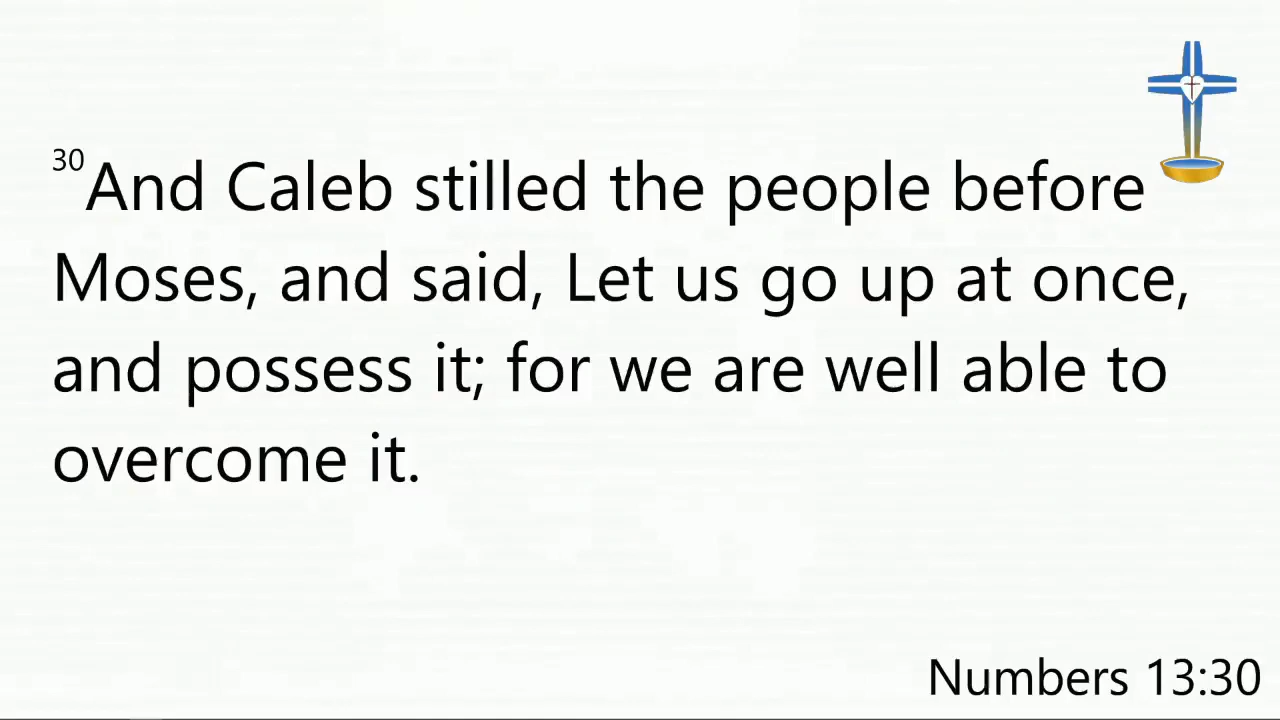 30And Caleb stilled the people before
Moses, and said, Let us go up at once,
and possess it; for we are well able to
overcome it.
Numbers 13:30